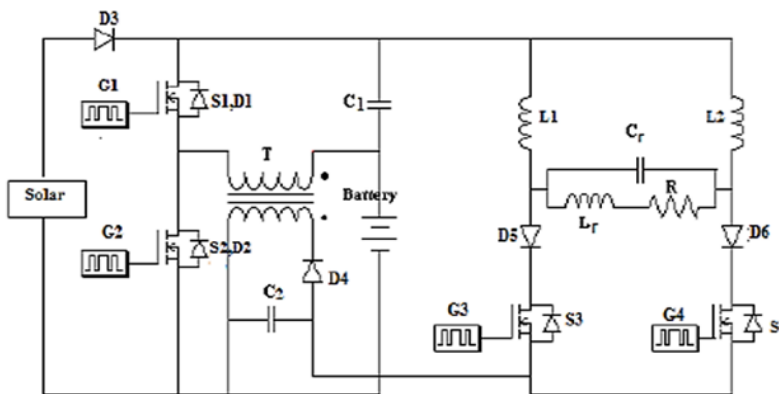 D3
G1
S1,D1
C1
L1
L2
Cr
T
R
Solar
Battery
Lr
G2
S2,D2
D4
D5
D6
C2
G3
S3
G4
S